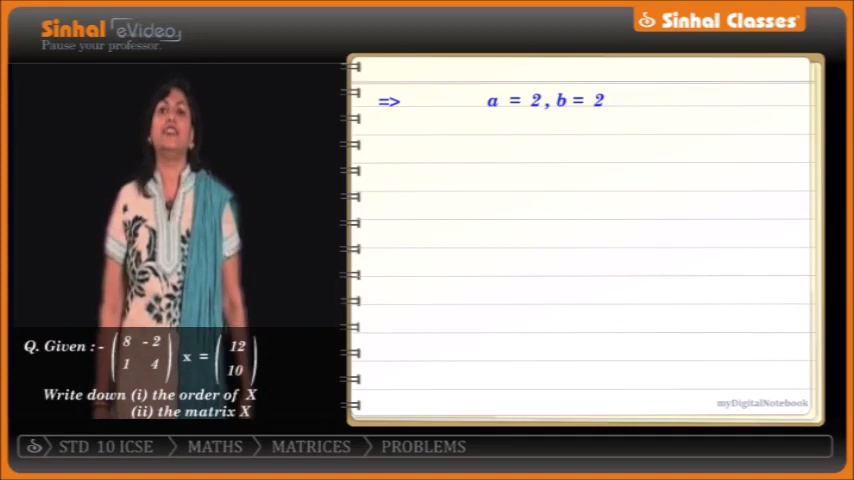 Sinhal eVideo
Pause your professor.
Sinhal Classes
=> a = 2, b = 2
Q. Given :- ( 8 - 2 ) x = ( 12 )
( 1 4 ) ( 10 )
Write down (i) the order of X
(ii) the matrix X
myDigitalNotebook
STD 10 ICSE MATHS MATRICES PROBLEMS